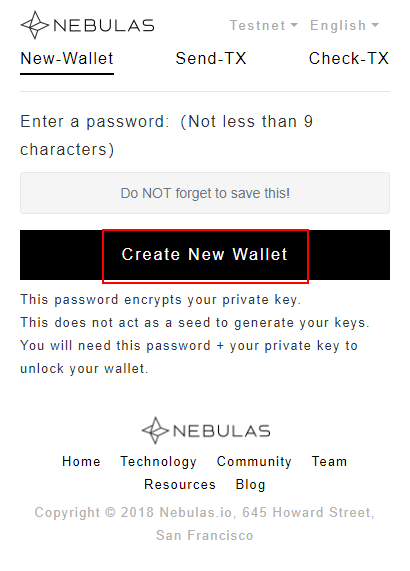 NEBULAS
Testnet English
New-Wallet Send-TX Check-TX
Enter a password: (Not less than 9
characters)
Do NOT forget to save this!
Create New Wallet
This password encrypts your private key.
This does not act as a seed to generate your keys.
You will need this password + your private key to
unlock your wallet.
NEBULAS
Home Technology Community Team
Resources Blog
Copyright © 2018 Nebulas.io, 645 Howard Street,
San Francisco